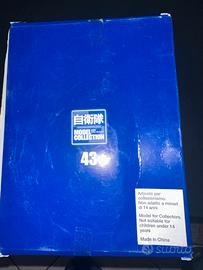 自衛隊
MODEL
COLLECTION
43
Articolo per
collezionismo.
Non adatto a minori
di 14 anni
Model for Collectors.
Not suitable for
children under 14
years
Made in China
Subito